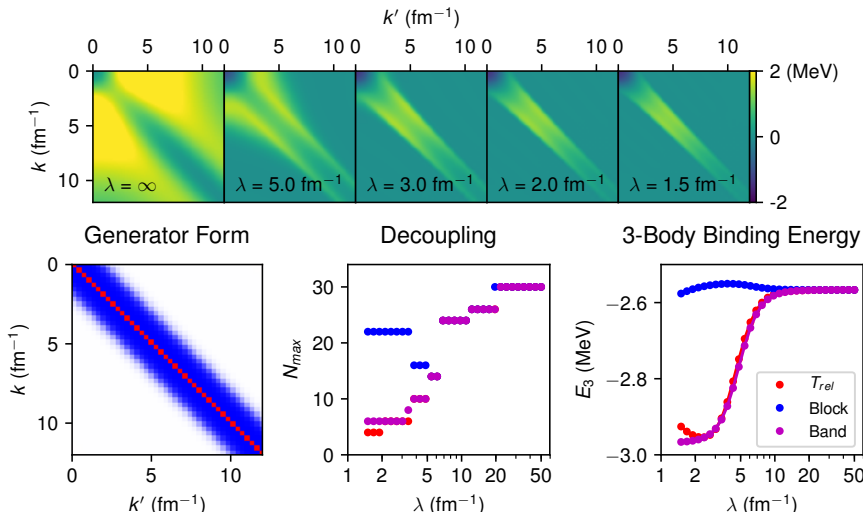 k′ (fm⁻¹)
0 5 10 0 5 10 0 5 10 0 5 10 0 5 10
0
5
10
k (fm⁻¹)
λ = ∞
λ = 5.0 fm⁻¹
λ = 3.0 fm⁻¹
λ = 2.0 fm⁻¹
λ = 1.5 fm⁻¹
2 (MeV)
0
-2
Generator Form
0
5
10
k (fm⁻¹)
0 5 10
k′ (fm⁻¹)
Decoupling
30
20
10
0
N_max
1 2 5 10 20 50
λ (fm⁻¹)
3-Body Binding Energy
−2.6
−2.8
−3.0
E₃ (MeV)
T_rel
Block
Band
1 2 5 10 20 50
λ (fm⁻¹)